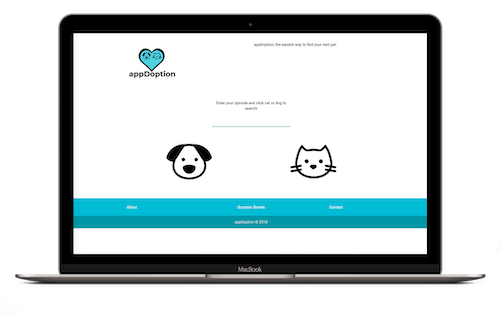 appDoption, the easiest way to find your next pet
appDoption
Enter your zipcode and click cat or dog to
search!
About
Success Stories
Contact
appDoption © 2018
MacBook